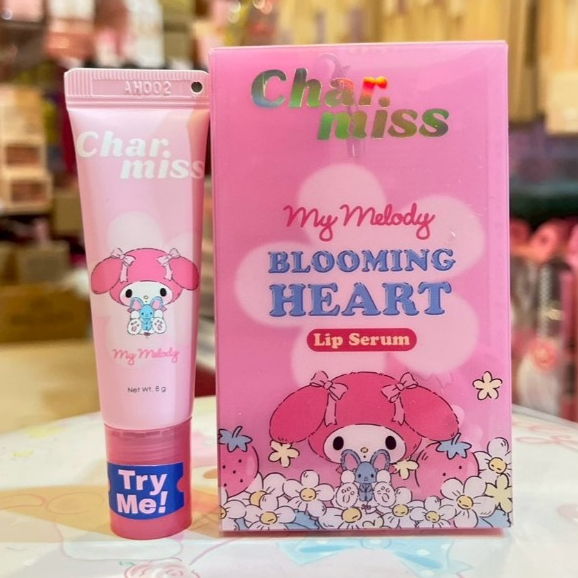 AH002
Char.
miss
My Melody
Net wt. 8 g
Try
Me!
Char.
miss
My Melody
BLOOMING
HEART
Lip Serum